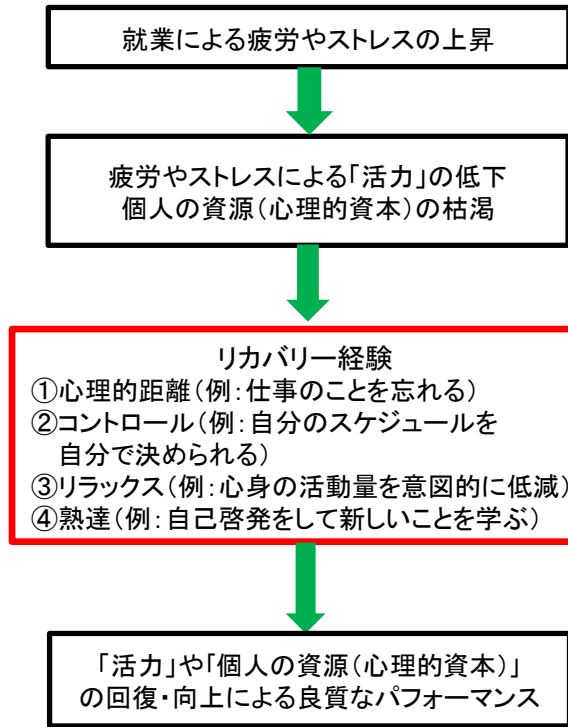 就業による疲労やストレスの上昇
疲労やストレスによる「活力」の低下
個人の資源(心理的資本)の枯渇
リカバリー経験
①心理的距離(例:仕事のことを忘れる)
②コントロール(例:自分のスケジュールを
自分で決められる)
③リラックス(例:心身の活動量を意図的に低減)
④熟達(例:自己啓発をして新しいことを学ぶ)
「活力」や「個人の資源(心理的資本)」
の回復・向上による良質なパフォーマンス